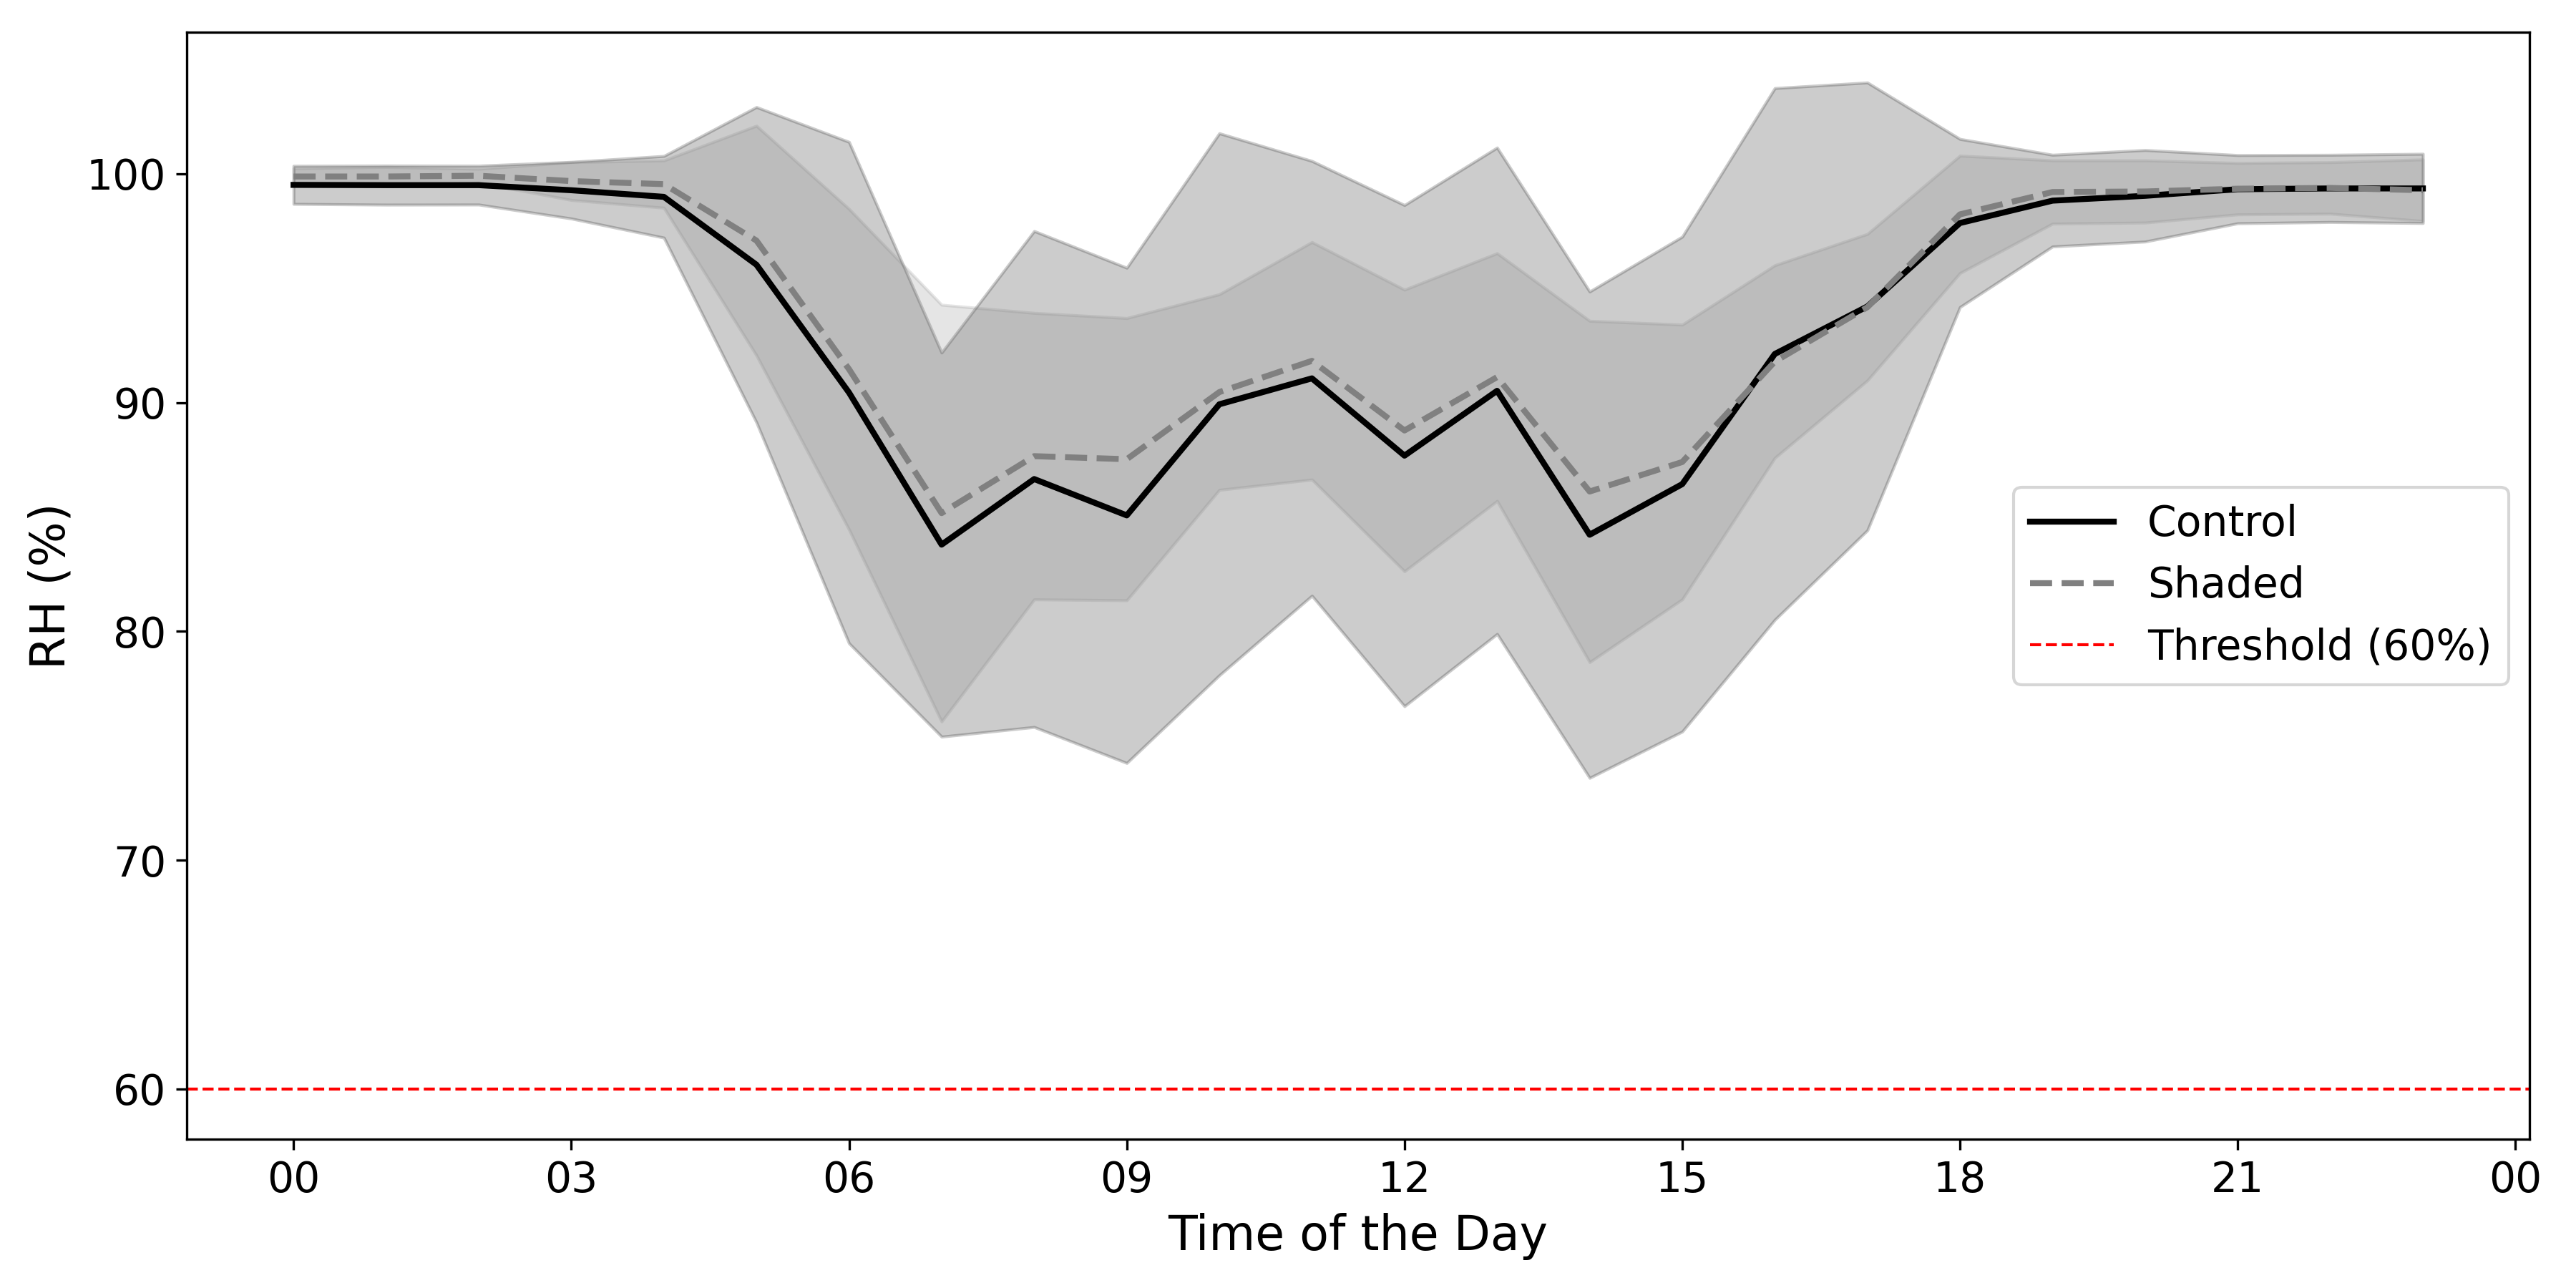 RH (%)
100
90
80
70
60
Control
Shaded
Threshold (60%)
00 03 06 09 12 15 18 21 00
Time of the Day